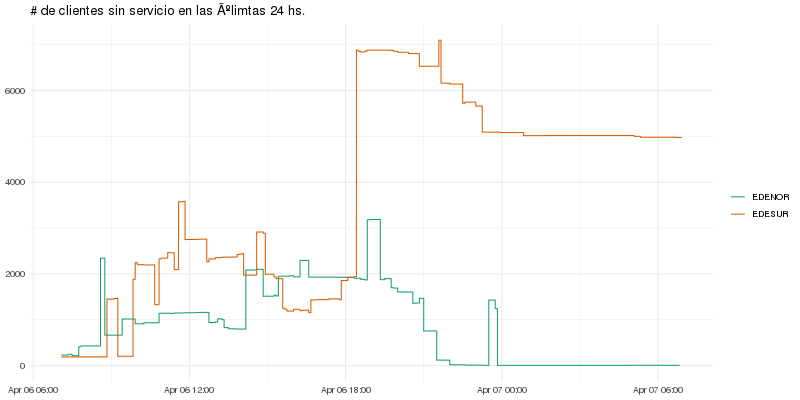 # de clientes sin servicio en las Ãºlimtas 24 hs.
6000
4000
2000
0
Apr 06 06:00
Apr 06 12:00
Apr 06 18:00
Apr 07 00:00
Apr 07 06:00
EDENOR
EDESUR